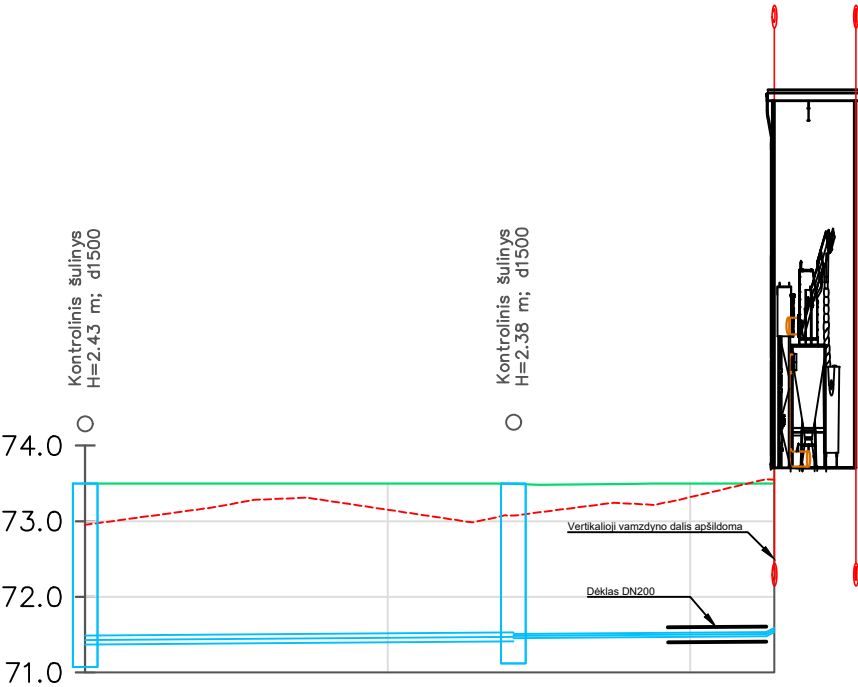 Kontrolinis šulinys
H=2.43 m; d1500
Kontrolinis šulinys
H=2.38 m; d1500
74.0
73.0
Vertikalioji vamzdyno dalis apšildoma
72.0
Dėklas DN200
71.0